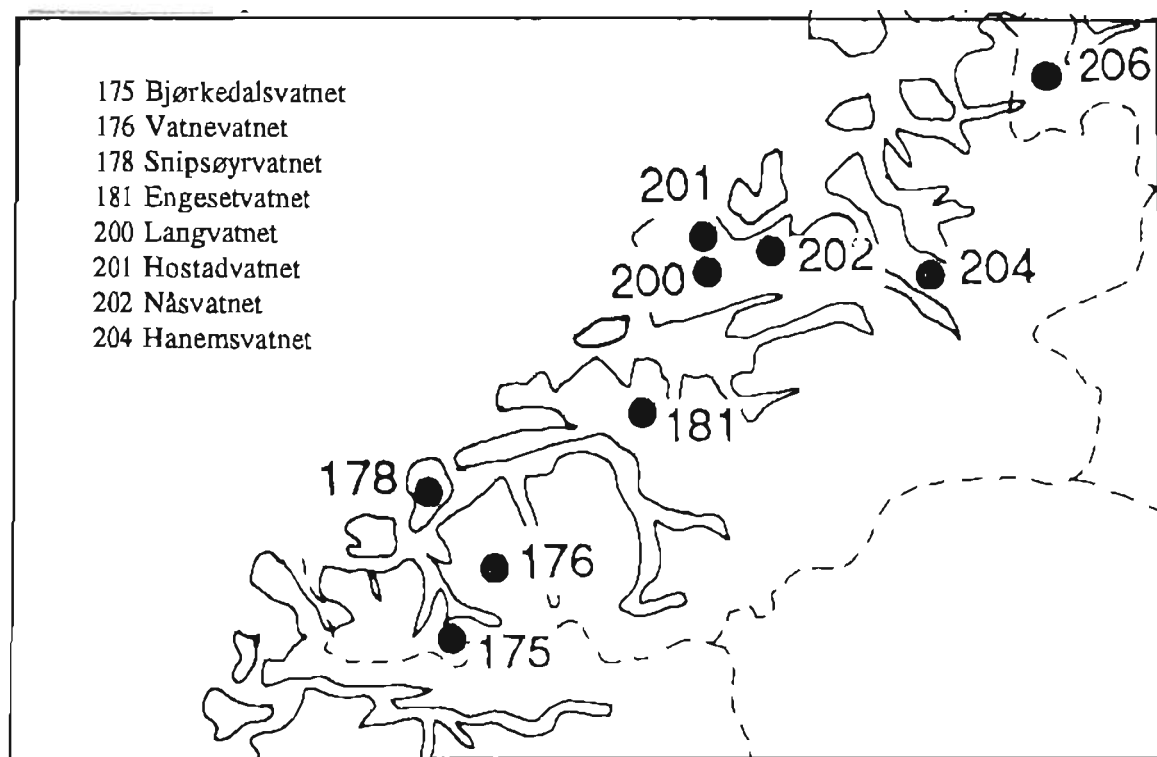 175 Bjørkedalsvatnet
176 Vatnevatnet
178 Snipsøyrvatnet
181 Engesetvatnet
200 Langvatnet
201 Hostadvatnet
202 Nåsvatnet
204 Hanemsvatnet
206
201
202
200
204
181
178
176
175